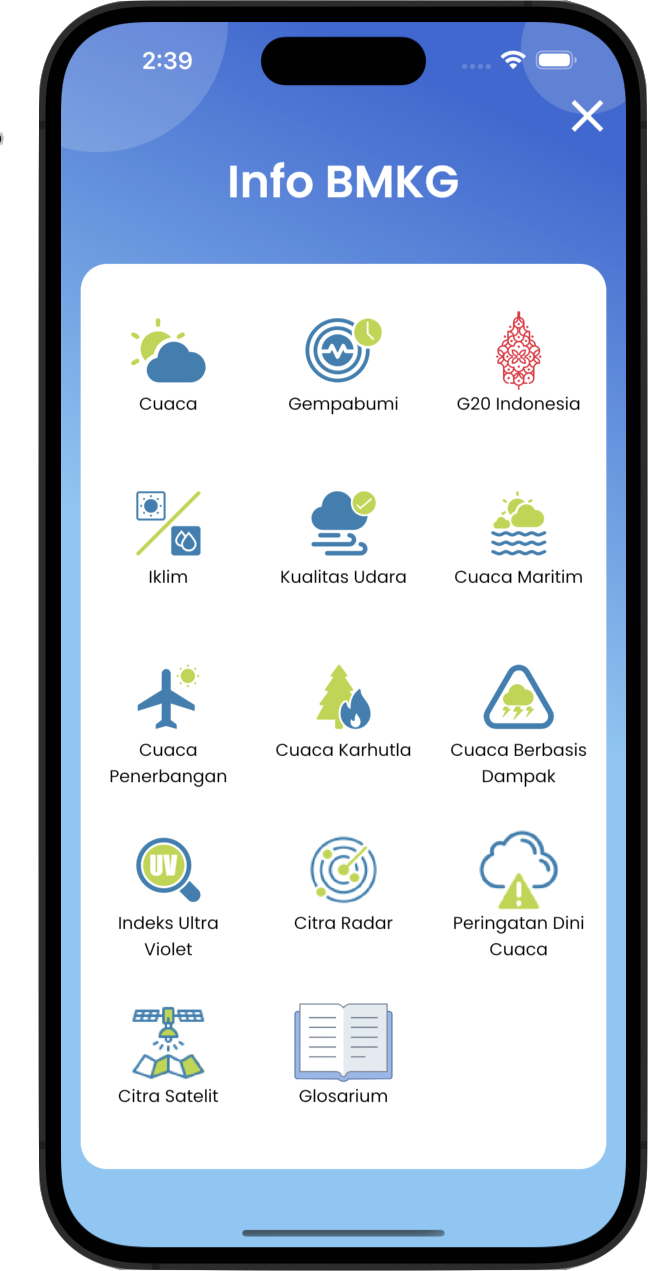 2:39
Info BMKG
Cuaca
Gempabumi
G20 Indonesia
Iklim
Kualitas Udara
Cuaca Maritim
Cuaca
Penerbangan
Cuaca Karhutla
Cuaca Berbasis
Dampak
UV
Indeks Ultra
Violet
Citra Radar
Peringatan Dini
Cuaca
Citra Satelit
Glosarium